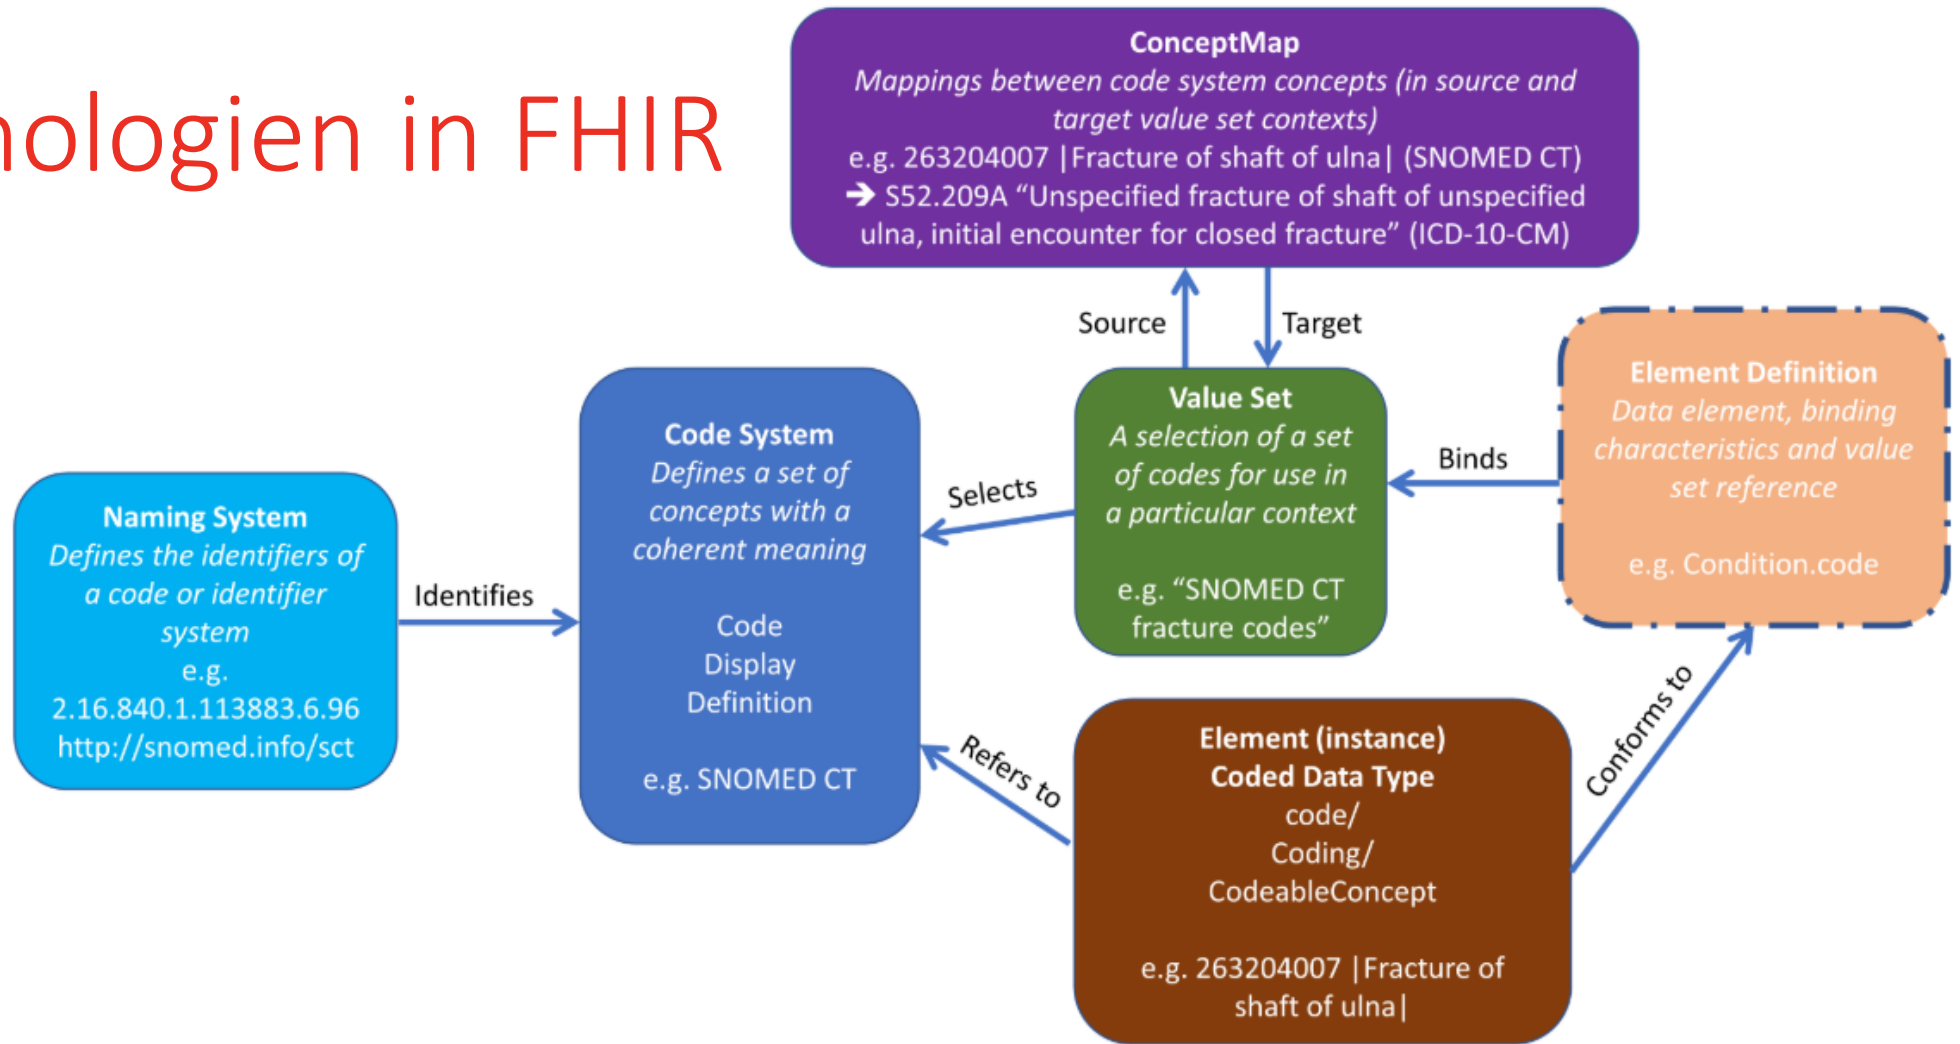 nologien in FHIR
ConceptMap
Mappings between code system concepts (in source and
target value set contexts)
e.g. 263204007 |Fracture of shaft of ulna| (SNOMED CT)
➔ S52.209A “Unspecified fracture of shaft of unspecified
ulna, initial encounter for closed fracture” (ICD-10-CM)
Source
Target
Naming System
Defines the identifiers of
a code or identifier
system
e.g.
2.16.840.1.113883.6.96
http://snomed.info/sct
Identifies
Code System
Defines a set of
concepts with a
coherent meaning
Code
Display
Definition
e.g. SNOMED CT
Selects
Value Set
A selection of a set
of codes for use in
a particular context
e.g. “SNOMED CT
fracture codes”
Binds
Element Definition
Data element, binding
characteristics and value
set reference
e.g. Condition.code
Refers to
Element (instance)
Coded Data Type
code/
Coding/
CodeableConcept
e.g. 263204007 |Fracture of
shaft of ulna|
Conforms to